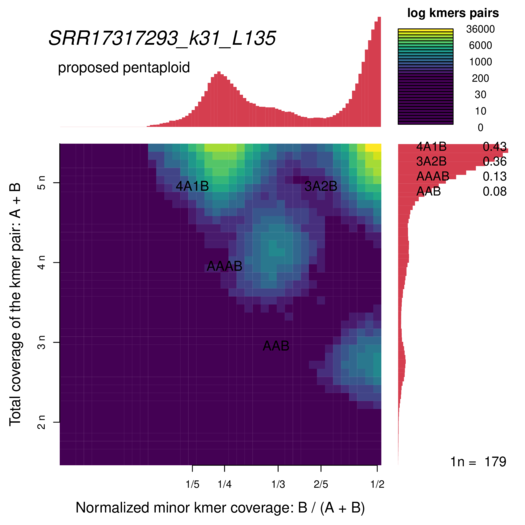 SRR17317293_k31_L135
proposed pentaploid
log kmers pairs
36000
6000
1000
200
30
10
0
4A1B 0.43
3A2B 0.36
AAAB 0.13
AAB 0.08
Total coverage of the kmer pair: A + B
5 n
4 n
3 n
2 n
4A1B
3A2B
AAAB
AAB
1n = 179
1/5
1/4
1/3
2/5
1/2
Normalized minor kmer coverage: B / (A + B)